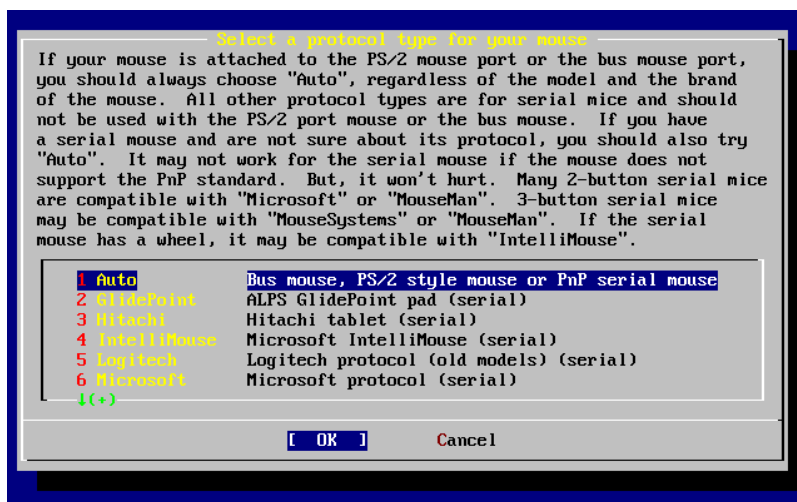 Select a protocol type for your mouse
If your mouse is attached to the PS/2 mouse port or the bus mouse port,
you should always choose "Auto", regardless of the model and the brand
of the mouse.  All other protocol types are for serial mice and should
not be used with the PS/2 port mouse or the bus mouse.  If you have
a serial mouse and are not sure about its protocol, you should also try
"Auto".  It may not work for the serial mouse if the mouse does not
support the PnP standard.  But, it won't hurt.  Many 2-button serial mice
are compatible with "Microsoft" or "MouseMan".  3-button serial mice
may be compatible with "MouseSystems" or "MouseMan".  If the serial
mouse has a wheel, it may be compatible with "IntelliMouse".
1 Auto Bus mouse, PS/2 style mouse or PnP serial mouse
2 GlidePoint ALPS GlidePoint pad (serial)
3 Hitachi Hitachi tablet (serial)
4 IntelliMouse Microsoft IntelliMouse (serial)
5 Logitech Logitech protocol (old models) (serial)
6 Microsoft Microsoft protocol (serial)
↓(+)
[ OK ] Cancel